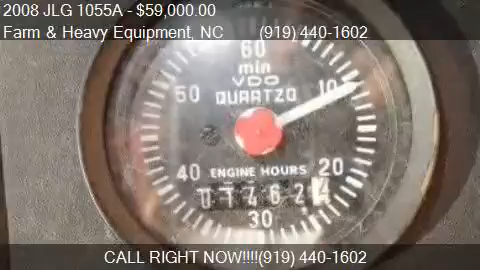 2008 JLG 1055A - $59,000.00
Farm & Heavy Equipment, NC (919) 440-1602
60
min
VDO
50 QUARTZO 10
40 ENGINE HOURS 20
01462
30
CALL RIGHT NOW!!!!(919) 440-1602